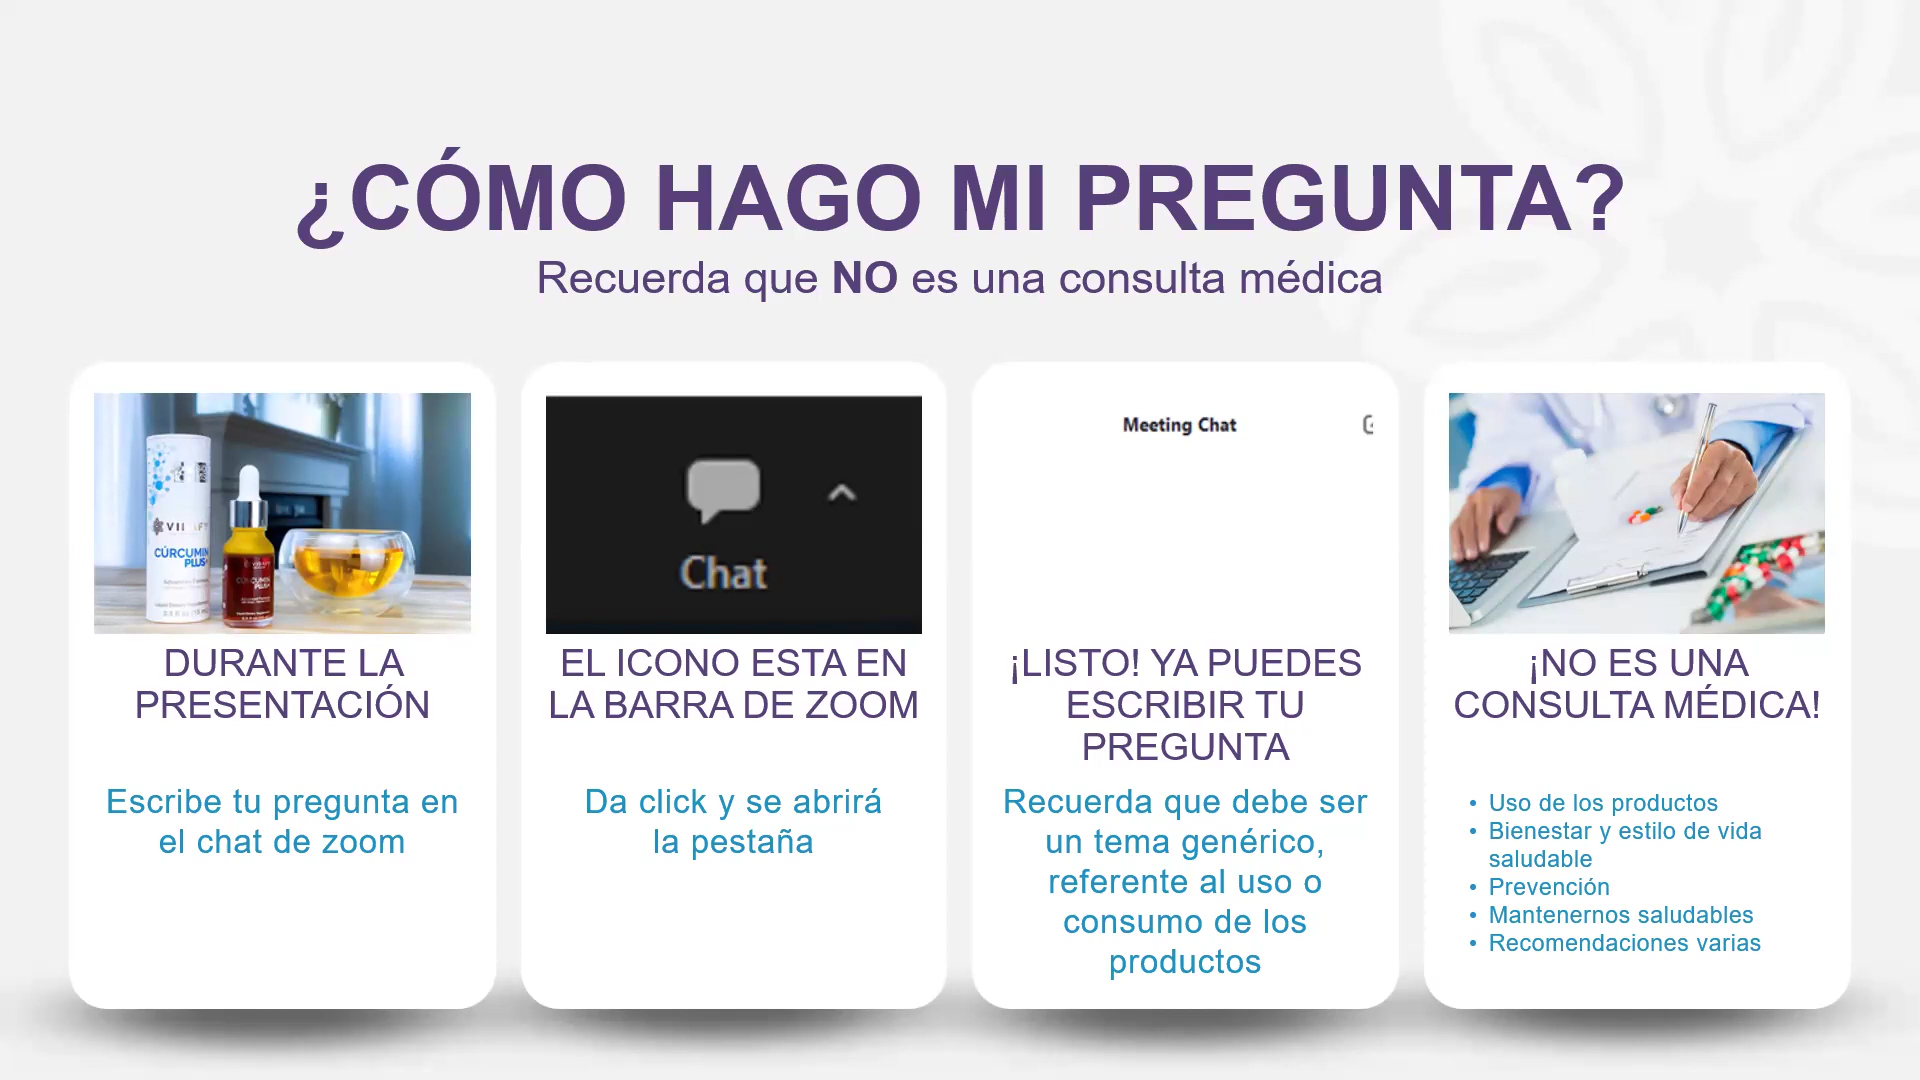 ¿CÓMO HAGO MI PREGUNTA?
Recuerda que NO es una consulta médica
CÚRCUMIN
PLUS+
DURANTE LA
PRESENTACIÓN
Escribe tu pregunta en
el chat de zoom
Chat
EL ICONO ESTA EN
LA BARRA DE ZOOM
Da click y se abrirá
la pestaña
Meeting Chat
¡LISTO! YA PUEDES
ESCRIBIR TU
PREGUNTA
Recuerda que debe ser
un tema genérico,
referente al uso o
consumo de los
productos
¡NO ES UNA
CONSULTA MÉDICA!
• Uso de los productos
• Bienestar y estilo de vida
saludable
• Prevención
• Mantenernos saludables
• Recomendaciones varias